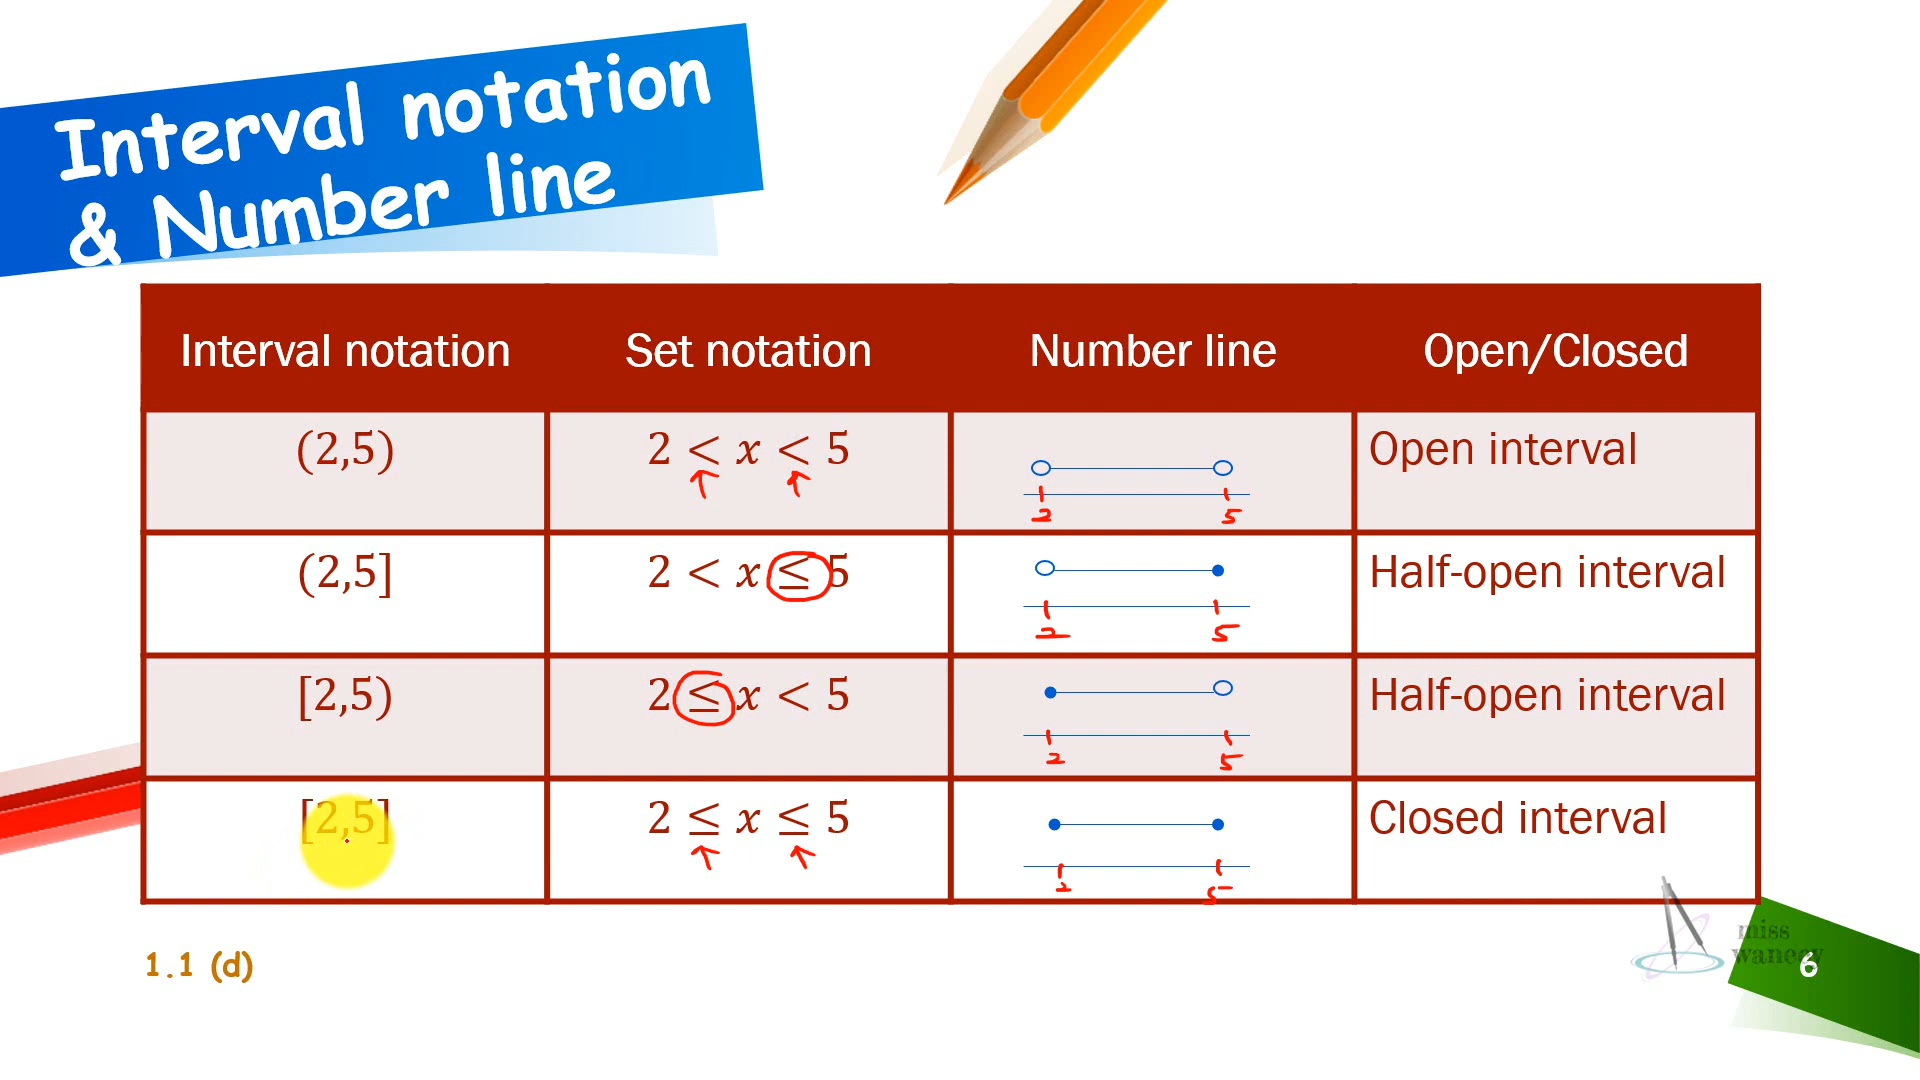 Interval notation
& Number line
Interval notation Set notation Number line Open/Closed
(2,5) 2 < x < 5 Open interval
2 5
(2,5] 2 < x ≤ 5 Half-open interval
2 5
[2,5) 2 ≤ x < 5 Half-open interval
2 5
[2,5] 2 ≤ x ≤ 5 Closed interval
2 5
miss
waneey
1.1 (d) 6